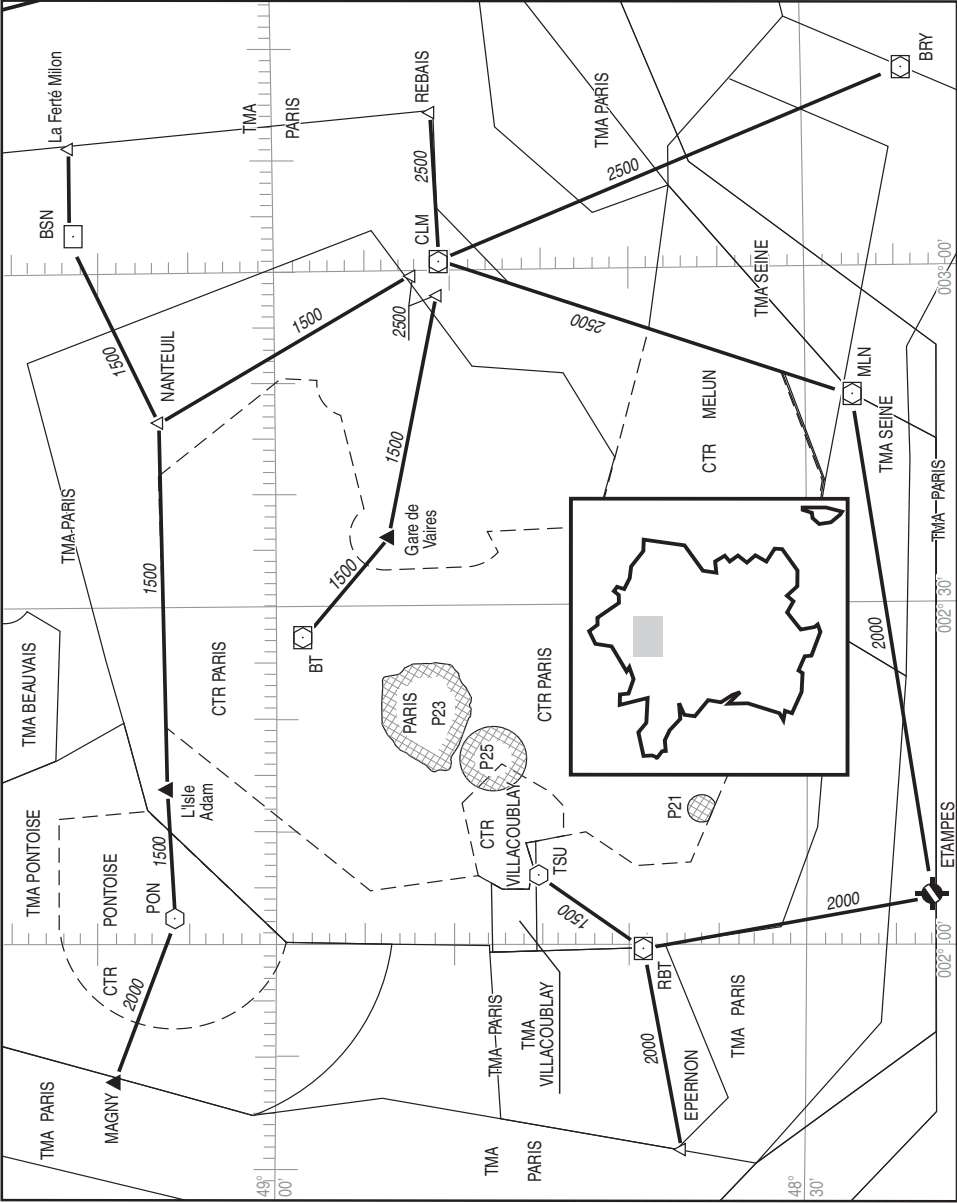 La Ferté Milon
BSN
TMA
PARIS
REBAIS
2500
CLM
TMA PARIS
2500
BRY
1500
NANTEUIL
1500
2500
2500
TMA SEINE
003° 00'
TMA-PARIS
1500
1500
Gare de
Vaires
1500
CTR MELUN
MLN
TMA SEINE
TMA-PARIS
TMA BEAUVAIS
CTR PARIS
BT
PARIS
P23
P25
CTR PARIS
002° 30'
2000
TMA PONTOISE
L'Isle
Adam
1500
PON
CTR PONTOISE
2000
MAGNY
CTR
VILLACOUBLAY
TSU
1500
P21
ETAMPES
2000
002° 00'
RBT
TMA-PARIS
TMA
VILLACOUBLAY
2000
EPERNON
TMA PARIS
TMA PARIS
TMA
PARIS
49°
00'
48°
30'